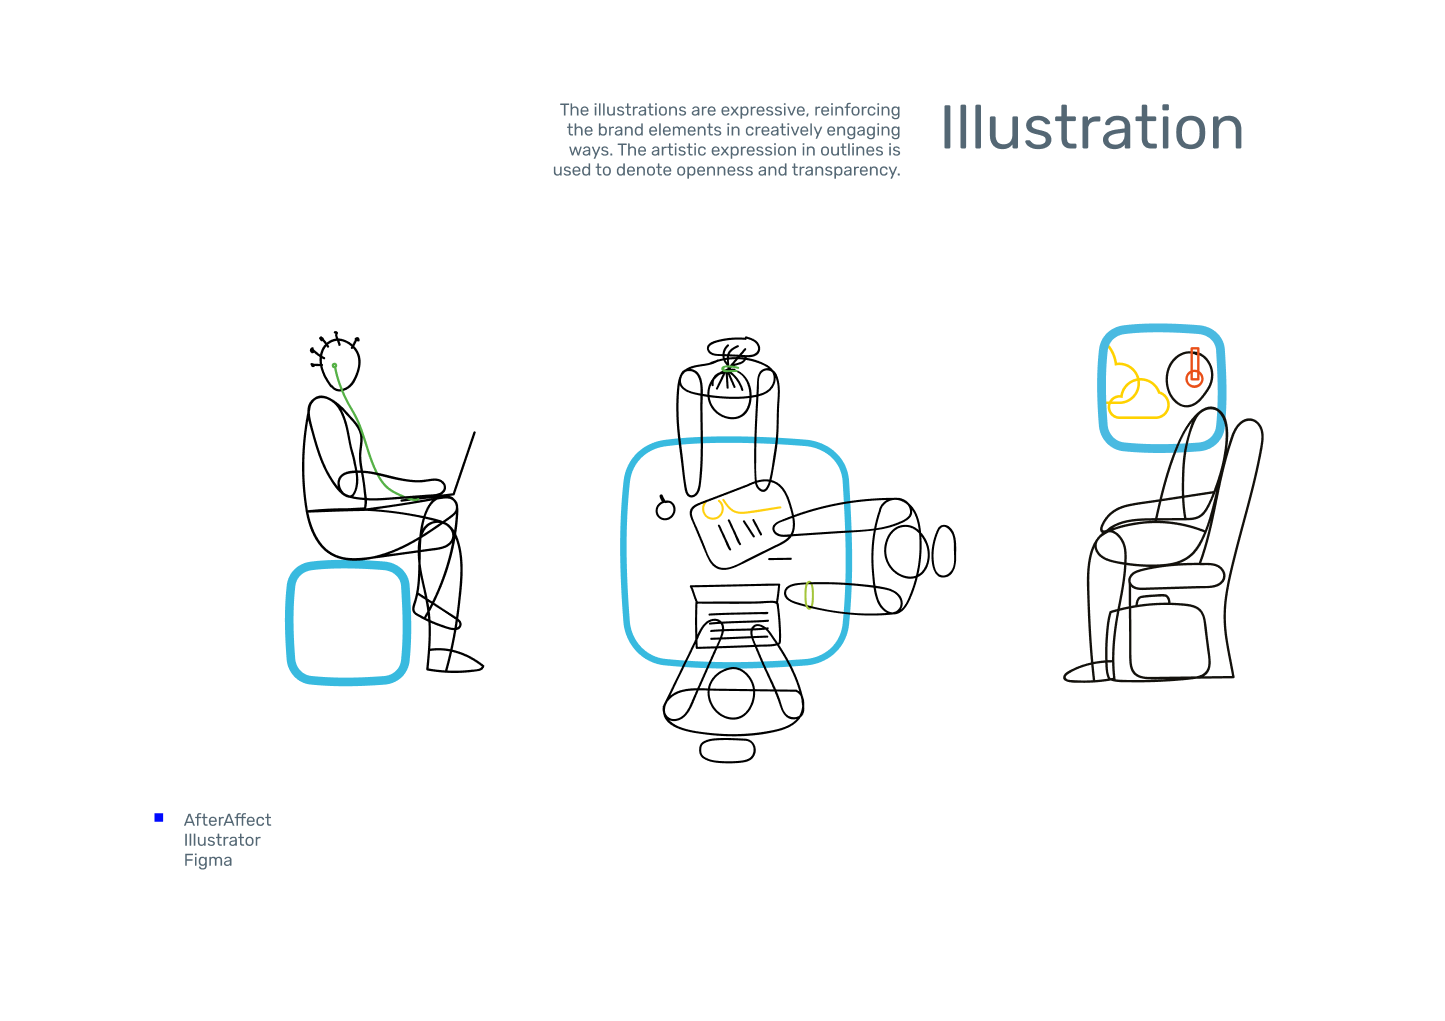 The illustrations are expressive, reinforcing
the brand elements in creatively engaging
ways. The artistic expression in outlines is
used to denote openness and transparency.
Illustration
AfterAffect
Illustrator
Figma